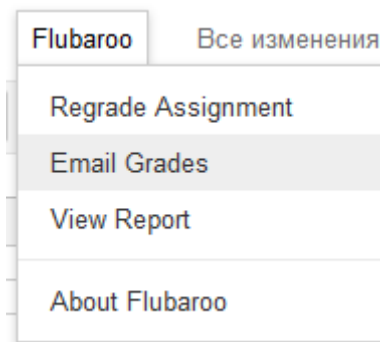 Flubaroo Все изменения
Regrade Assignment
Email Grades
View Report
About Flubaroo